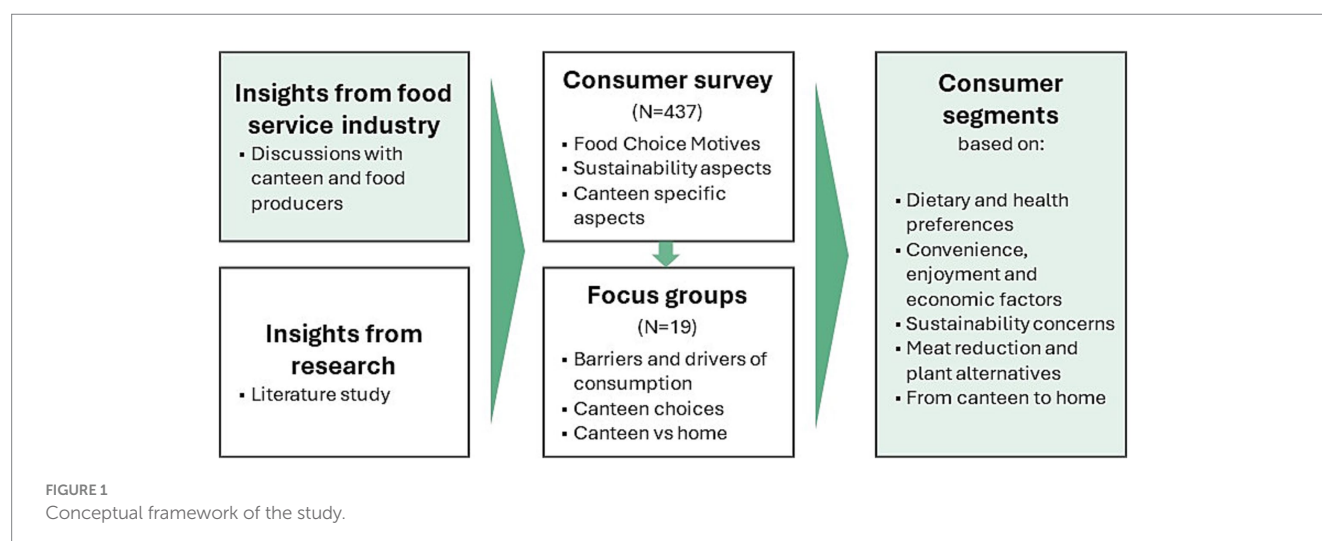 Insights from food
service industry
▪ Discussions with
canteen and food
producers
Insights from
research
▪ Literature study
Consumer survey
(N=437)
▪ Food Choice Motives
▪ Sustainability aspects
▪ Canteen specific
aspects
Focus groups
(N=19)
▪ Barriers and drivers of
consumption
▪ Canteen choices
▪ Canteen vs home
Consumer
segments
based on:
▪ Dietary and health
preferences
▪ Convenience,
enjoyment and
economic factors
▪ Sustainability concerns
▪ Meat reduction and
plant alternatives
▪ From canteen to home
FIGURE 1
Conceptual framework of the study.